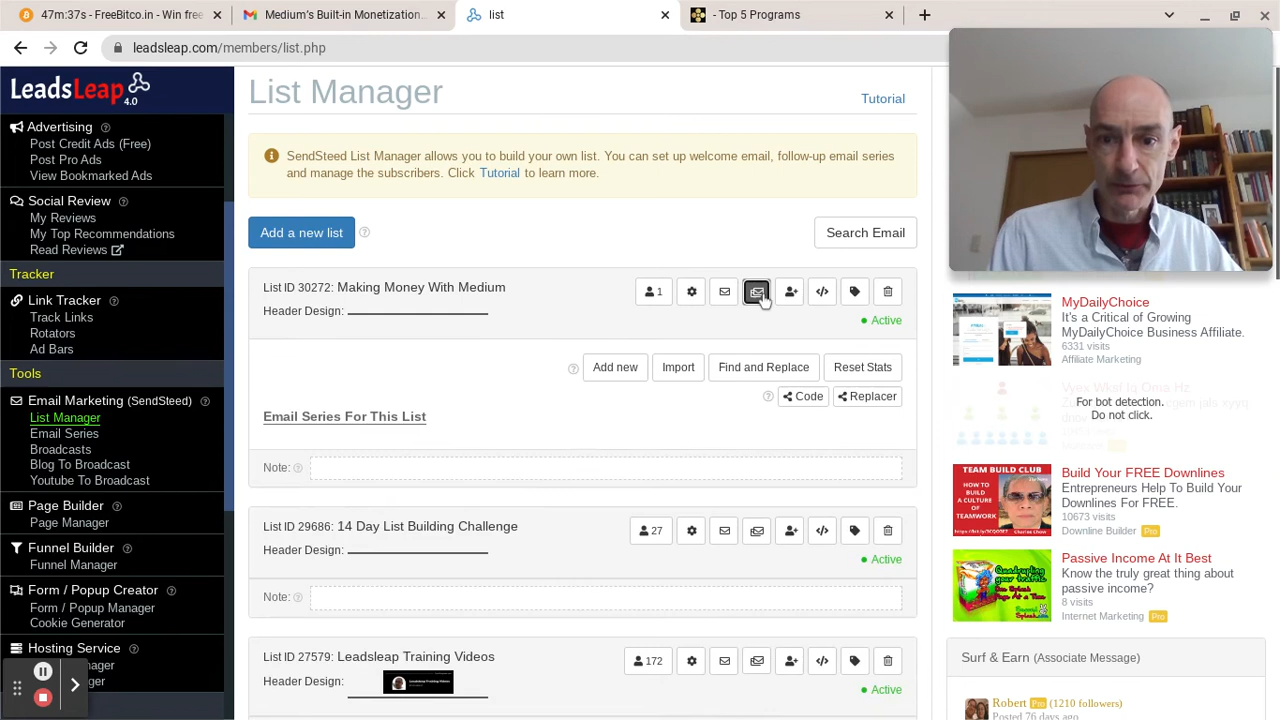 47m:37s - FreeBitco.in - Win free
Medium's Built-in Monetization
list
- Top 5 Programs
leadsleap.com/members/list.php
LeadsLeap 4.0
Advertising
Post Credit Ads (Free)
Post Pro Ads
View Bookmarked Ads
Social Review
My Reviews
My Top Recommendations
Read Reviews
Tracker
Link Tracker
Track Links
Rotators
Ad Bars
Tools
Email Marketing (SendSteed)
List Manager
Email Series
Broadcasts
Blog To Broadcast
Youtube To Broadcast
Page Builder
Page Manager
Funnel Builder
Funnel Manager
Form / Popup Creator
Form / Popup Manager
Cookie Generator
Hosting Service
List Manager
Tutorial
SendSteed List Manager allows you to build your own list. You can set up welcome email, follow-up email series
and manage the subscribers. Click Tutorial to learn more.
Add a new list
Search Email
List ID 30272: Making Money With Medium
1
Header Design:
Active
Add new
Import
Find and Replace
Reset Stats
Code
Replacer
Email Series For This List
Note:
List ID 29686: 14 Day List Building Challenge
27
Header Design:
Active
Note:
List ID 27579: Leadsleap Training Videos
172
Header Design:
Active
MyDailyChoice
It's a Critical of Growing
MyDailyChoice Business Affiliate.
6331 visits
Affiliate Marketing
For bot detection.
Do not click.
TEAM BUILD CLUB
HOW TO
BUILD A
CULTURE OF
TEAMWORK
Build Your FREE Downlines
Entrepreneurs Help To Build Your
Downlines For FREE.
10673 visits
Downline Builder Pro
Passive Income At It Best
Know the truly great thing about
passive income?
8 visits
Internet Marketing Pro
Surf & Earn (Associate Message)
Robert Pro (1210 followers)
Posted 76 days ago